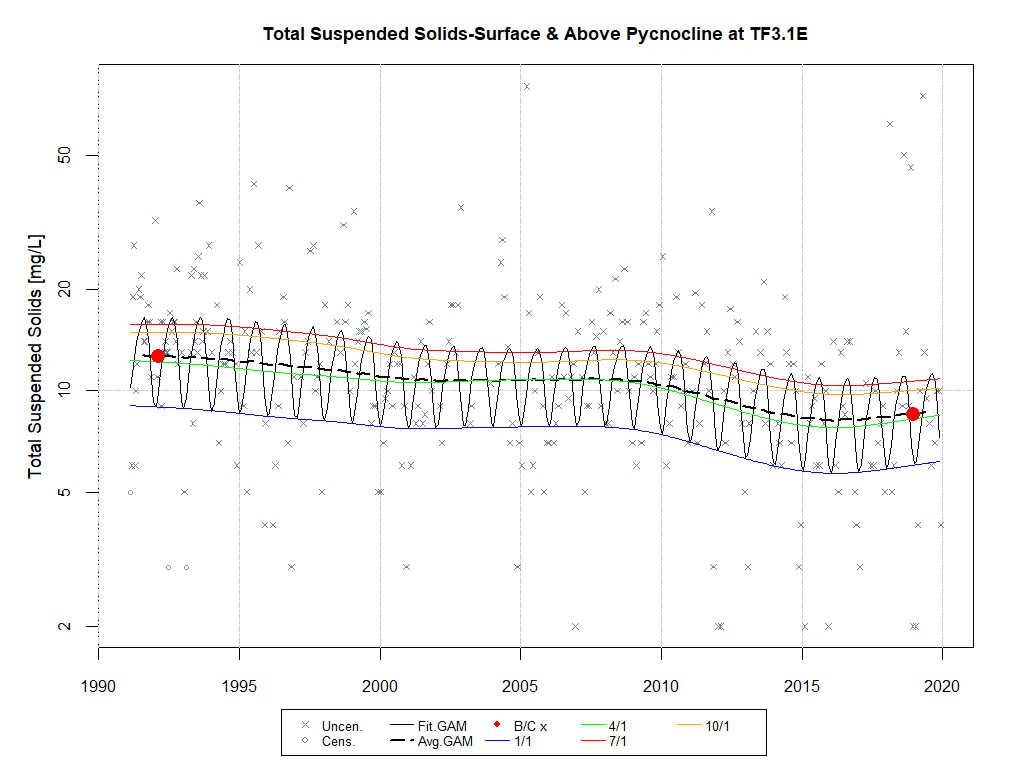 Total Suspended Solids-Surface & Above Pycnocline at TF3.1E
Total Suspended Solids [mg/L]
50
20
10
5
2
1990 1995 2000 2005 2010 2015 2020
Uncen. Fit.GAM B/C x 4/1 10/1
Cens. Avg.GAM 1/1 7/1